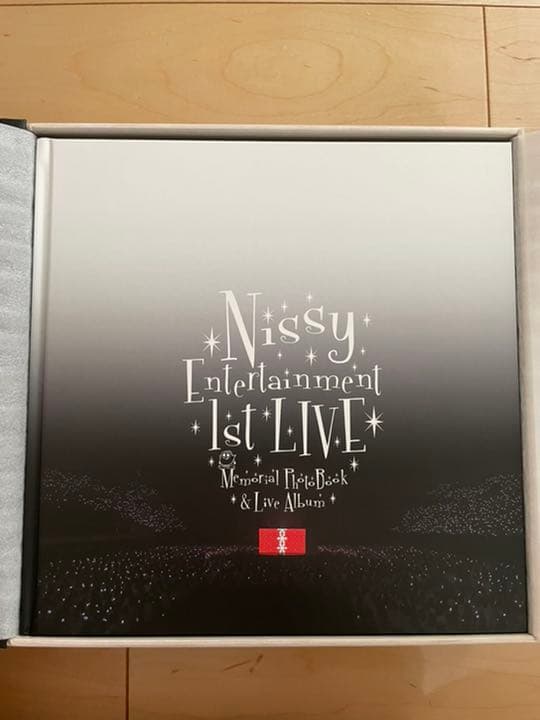 Nissy
Entertainment
1st LIVE
Memorial PhotoBook
& Live Album